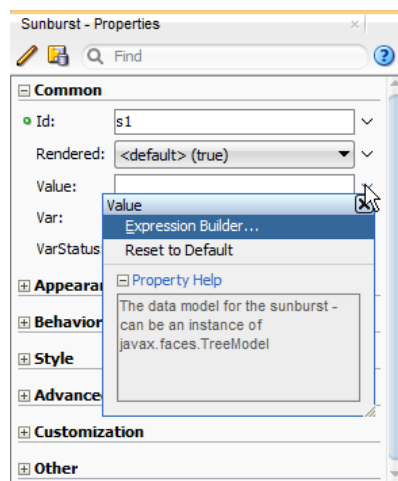 Sunburst - Pro
perties
Find
Common
Id: s1
Rendered: <default> (true)
Value:
Value
Var:
Expression Builder...
VarStatus
Reset to Default
Property Help
The data model for the sunburst -
can be an instance of
javax.faces.TreeModel
Appearan
Behavior
Style
Advance
Customization
Other